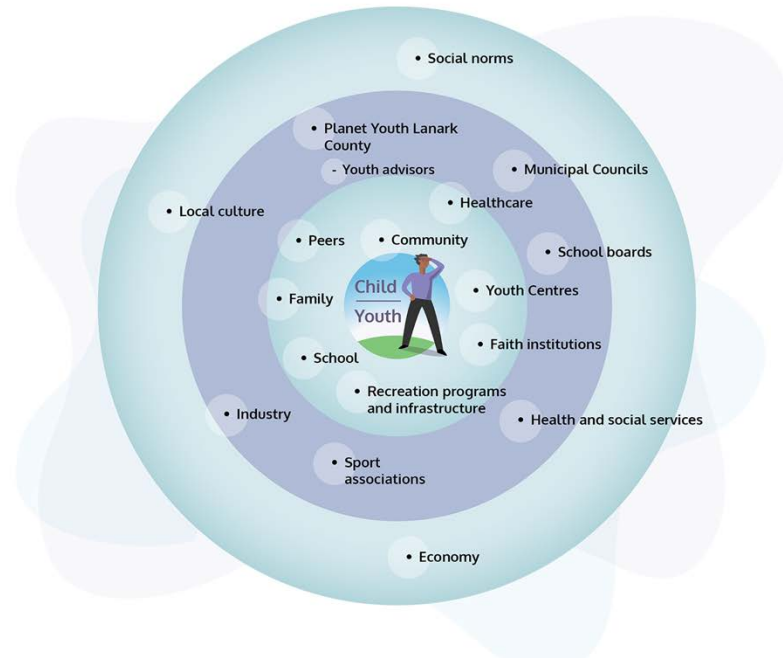 • Social norms
• Planet Youth Lanark
County
- Youth advisors
• Municipal Councils
• Healthcare
• Local culture
• Peers
• Community
• School boards
Child
Youth
• Family
• Youth Centres
• Faith institutions
• School
• Recreation programs
and infrastructure
• Industry
• Health and social services
• Sport
associations
• Economy